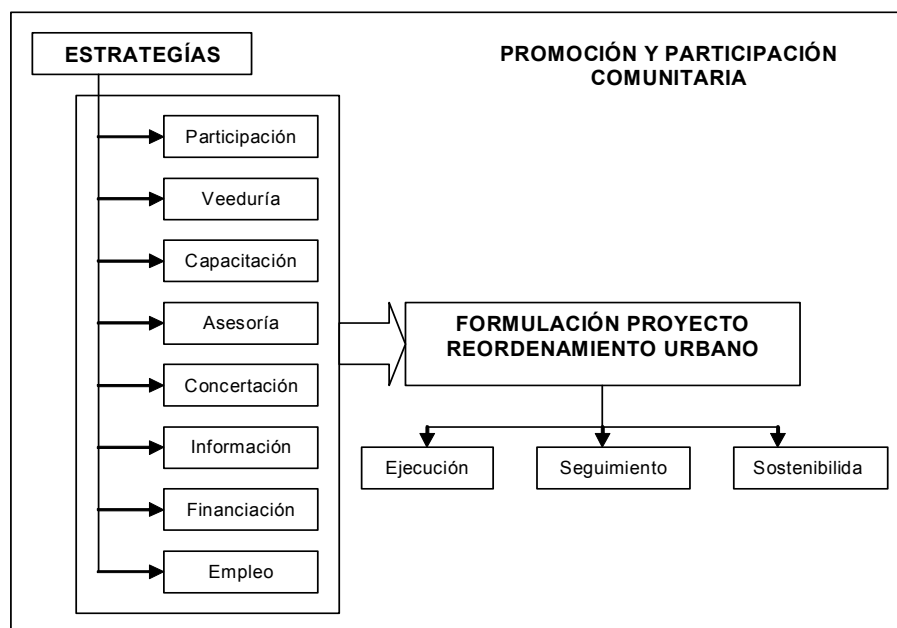 ESTRATEGÍAS
PROMOCIÓN Y PARTICIPACIÓN
COMUNITARIA
Participación
Veeduría
Capacitación
Asesoría
Concertación
Información
Financiación
Empleo
FORMULACIÓN PROYECTO
REORDENAMIENTO URBANO
Ejecución
Seguimiento
Sostenibilida